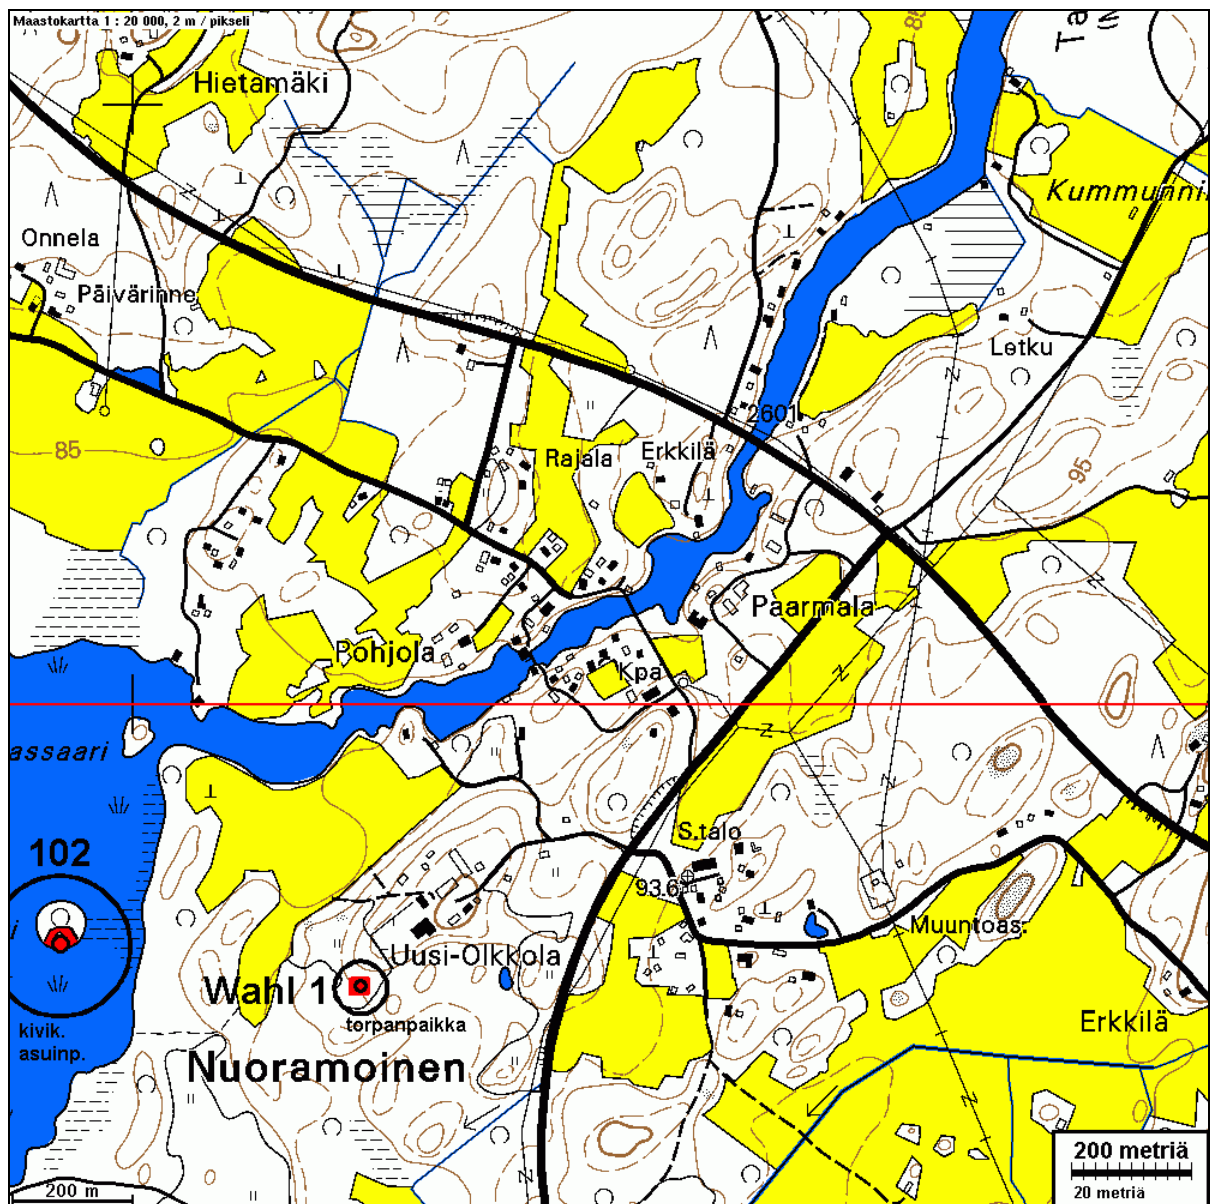 Maastokartta 1 : 20 000, 2 m / pikseli
Hietamäki
Kummunni
Onnela
Päivärinne
Letku
2601
85
Rajala
Erkkilä
95
Paarmala
Pohjola
Kpa
assaari
S.talo
102
93.6
Muuntoas.
Uusi-Olkkola
Wahl 1
torpanpaikka
kivik.
asuinp.
Erkkilä
Nuoramoinen
200 metriä
20 metriä
200 m